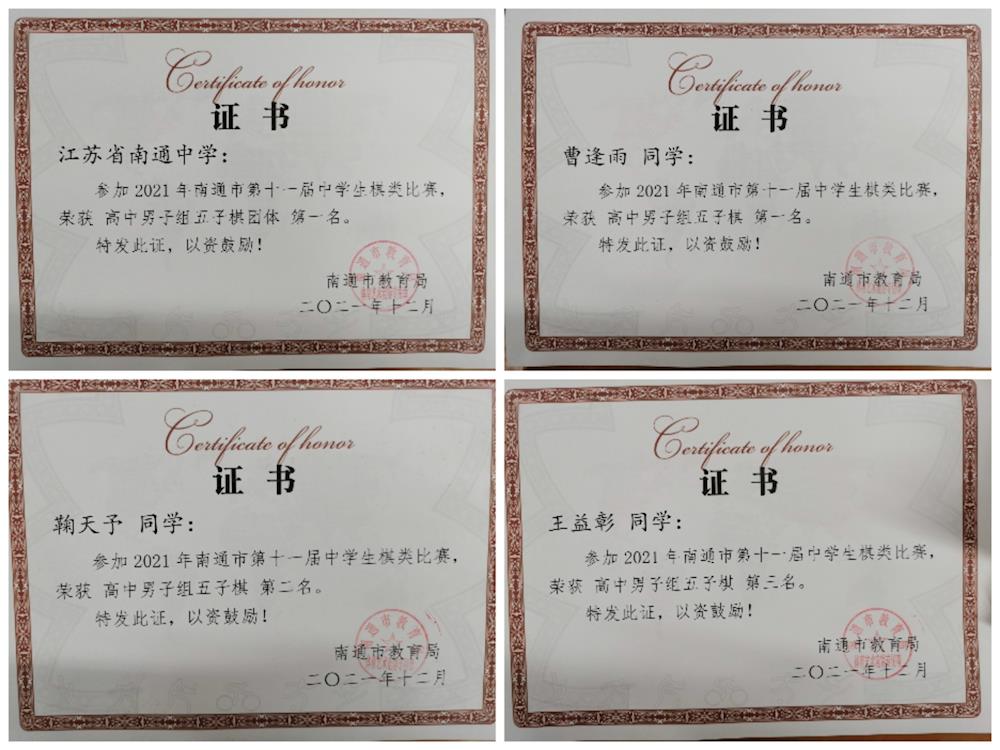 Certificate of honor
证书
江苏省南通中学：
参加2021年南通市第十一届中学生棋类比赛，
荣获 高中男子组五子棋团体 第一名。
特发此证，以资鼓励！
南通市教育局
二〇二一年十二月
Certificate of honor
证书
曹逢雨 同学：
参加2021年南通市第十一届中学生棋类比赛，
荣获 高中男子组五子棋 第一名。
特发此证，以资鼓励！
南通市教育局
二〇二一年十二月
Certificate of honor
证书
鞠天予 同学：
参加2021年南通市第十一届中学生棋类比赛，
荣获 高中男子组五子棋 第二名。
特发此证，以资鼓励！
南通市教育局
二〇二一年十二月
Certificate of honor
证书
王益彰 同学：
参加2021年南通市第十一届中学生棋类比赛，
荣获 高中男子组五子棋 第三名。
特发此证，以资鼓励！
南通市教育局
二〇二一年十二月